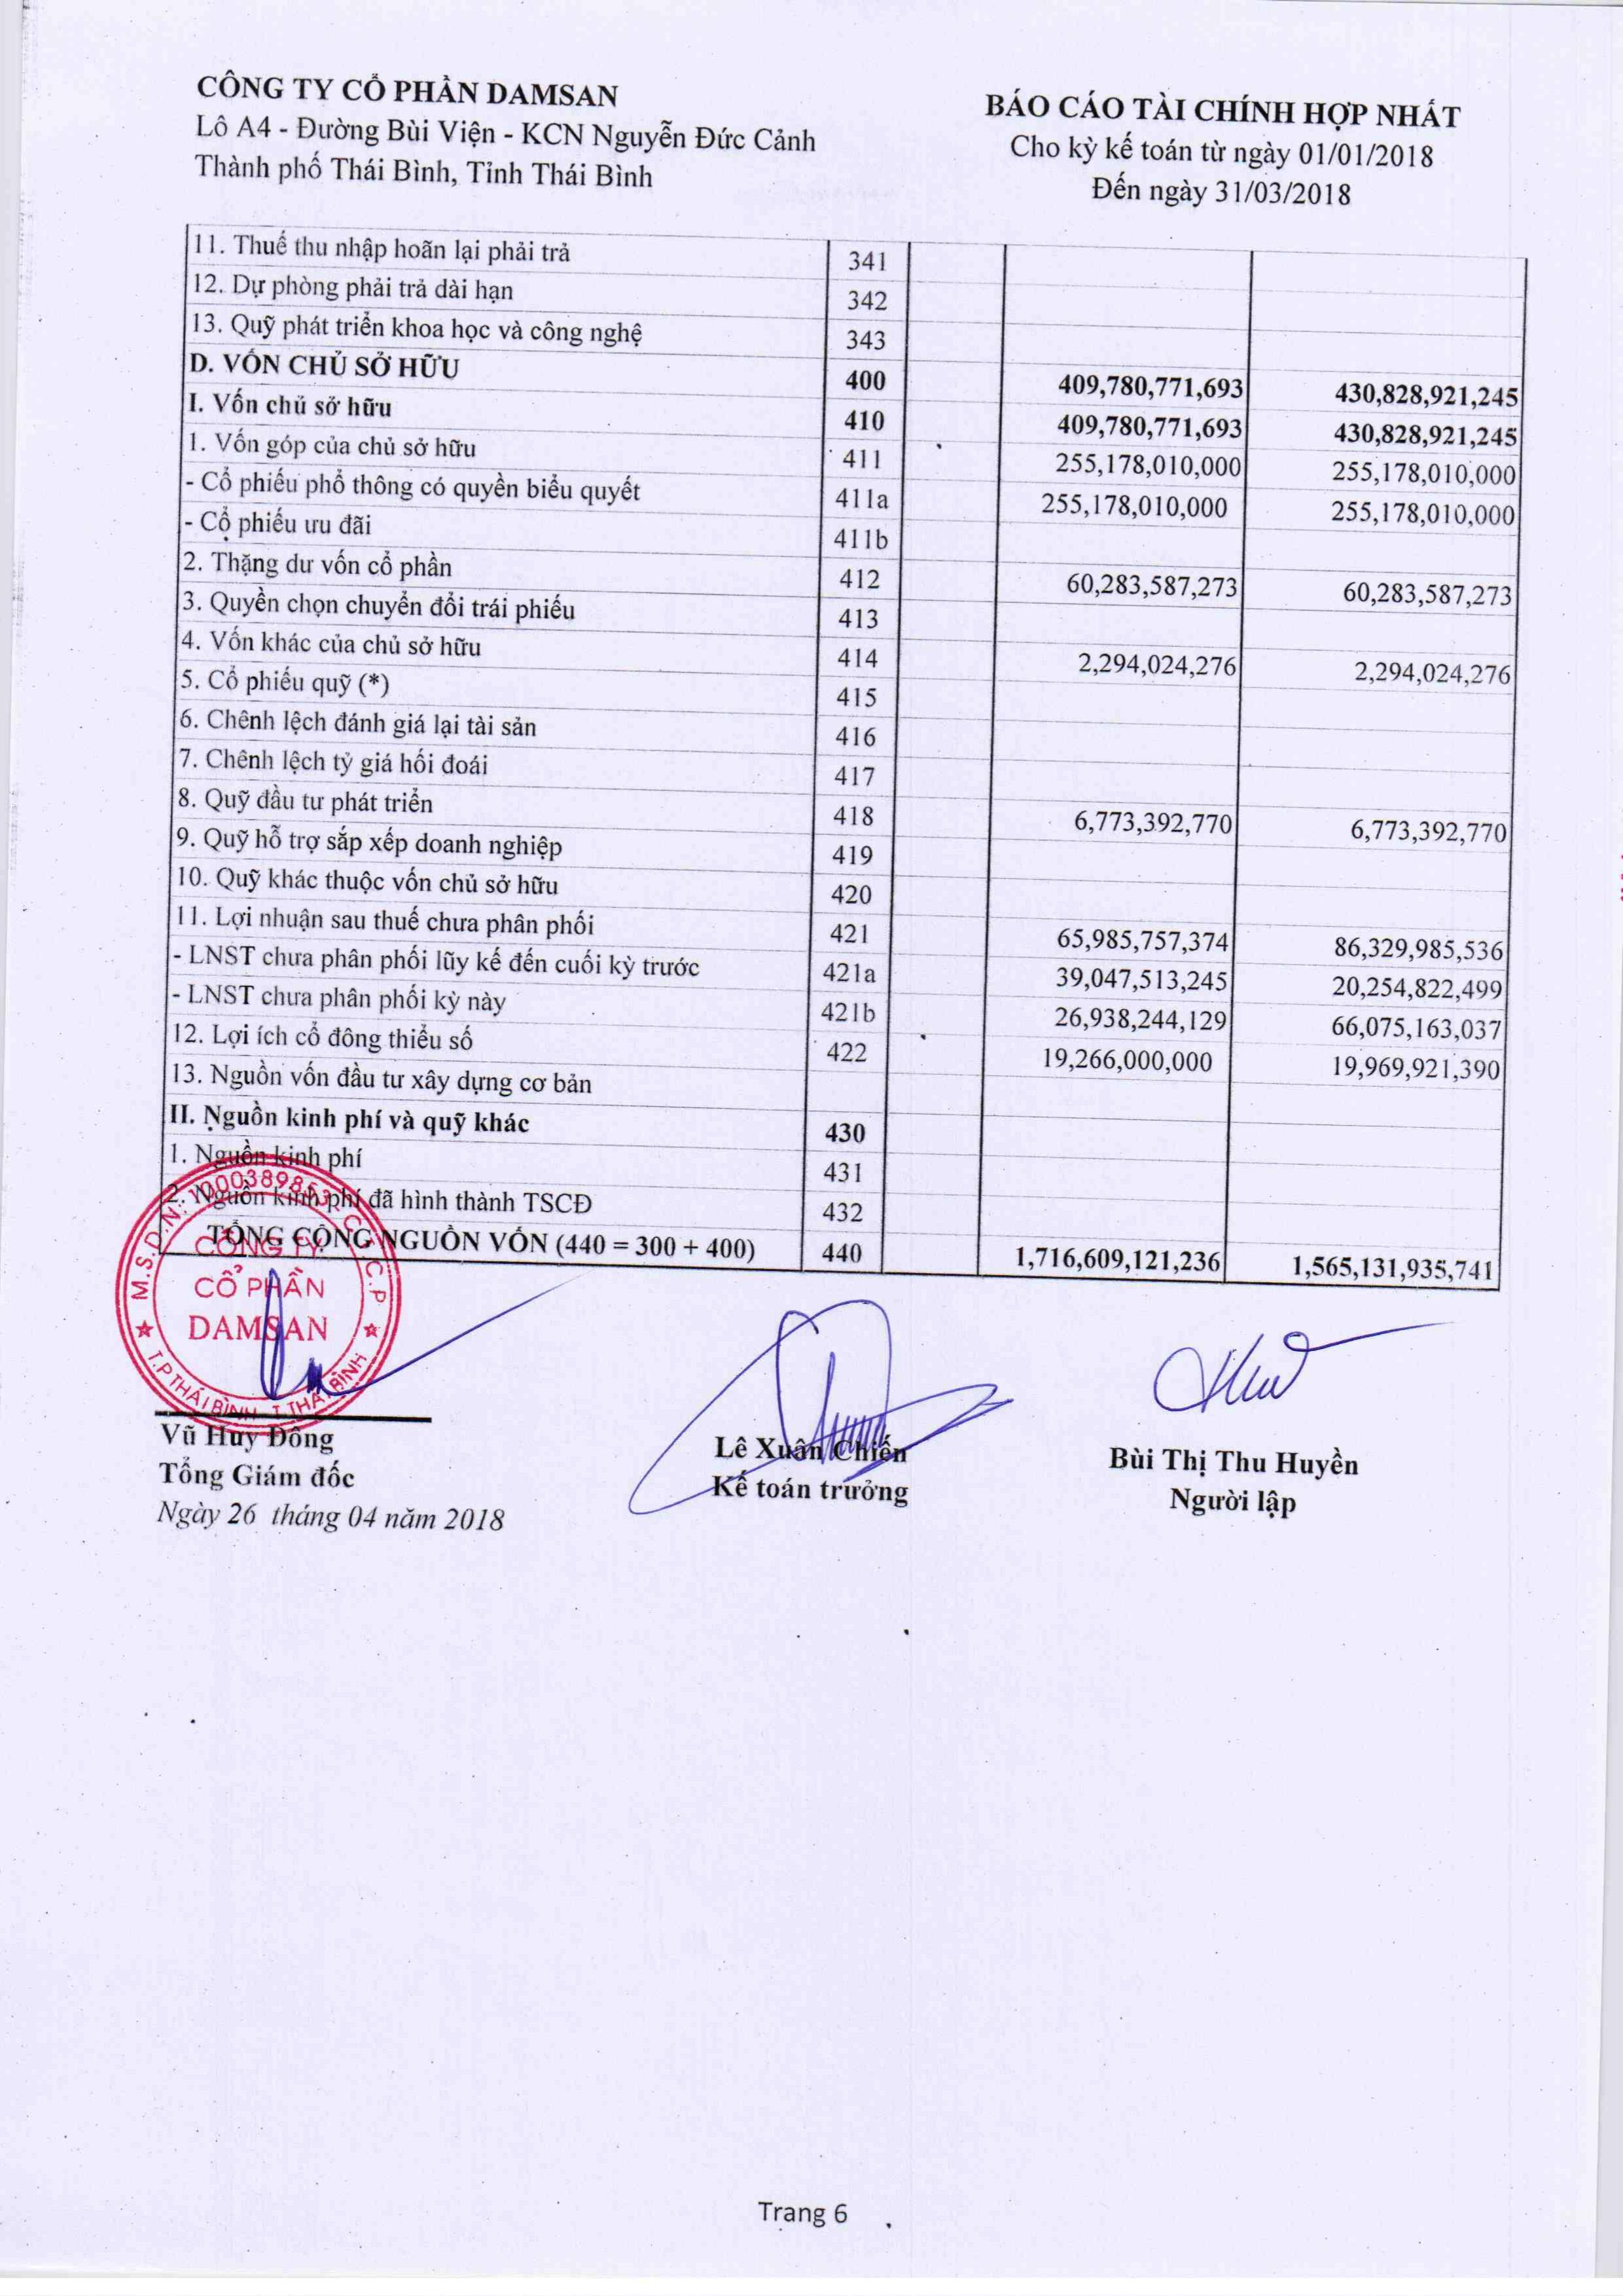 CÔNG TY CỔ PHẦN DAMSAN
Lô A4 - Đường Bùi Viện - KCN Nguyễn Đức Cảnh
Thành phố Thái Bình, Tỉnh Thái Bình
BÁO CÁO TÀI CHÍNH HỢP NHẤT
Cho kỳ kế toán từ ngày 01/01/2018
Đến ngày 31/03/2018
11. Thuế thu nhập hoãn lại phải trả 341
12. Dự phòng phải trả dài hạn 342
13. Quỹ phát triển khoa học và công nghệ 343
D. VỐN CHỦ SỞ HỮU 400 409,780,771,693 430,828,921,245
I. Vốn chủ sở hữu 410 409,780,771,693 430,828,921,245
1. Vốn góp của chủ sở hữu 411 255,178,010,000 255,178,010,000
- Cổ phiếu phổ thông có quyền biểu quyết 411a 255,178,010,000 255,178,010,000
- Cổ phiếu ưu đãi 411b
2. Thặng dư vốn cổ phần 412 60,283,587,273 60,283,587,273
3. Quyền chọn chuyển đổi trái phiếu 413
4. Vốn khác của chủ sở hữu 414 2,294,024,276 2,294,024,276
5. Cổ phiếu quỹ (*) 415
6. Chênh lệch đánh giá lại tài sản 416
7. Chênh lệch tỷ giá hối đoái 417
8. Quỹ đầu tư phát triển 418 6,773,392,770 6,773,392,770
9. Quỹ hỗ trợ sắp xếp doanh nghiệp 419
10. Quỹ khác thuộc vốn chủ sở hữu 420
11. Lợi nhuận sau thuế chưa phân phối 421 65,985,757,374 86,329,985,536
- LNST chưa phân phối lũy kế đến cuối kỳ trước 421a 39,047,513,245 20,254,822,499
- LNST chưa phân phối kỳ này 421b 26,938,244,129 66,075,163,037
12. Lợi ích cổ đông thiểu số 422 19,266,000,000 19,969,921,390
13. Nguồn vốn đầu tư xây dựng cơ bản
II. Nguồn kinh phí và quỹ khác 430
1. Nguồn kinh phí 431
2. Nguồn kinh phí đã hình thành TSCĐ 432
TỔNG CỘNG NGUỒN VỐN (440 = 300 + 400) 440 1,716,609,121,236 1,565,131,935,741
M.S.D.N: 1000389853 - C.T.C.P
CÔNG TY
CỔ PHẦN
DAMSAN
T.P THÁI BÌNH - T. THÁI BÌNH
Vũ Huy Đông
Tổng Giám đốc
Ngày 26 tháng 04 năm 2018
Lê Xuân Chiến
Kế toán trưởng
Bùi Thị Thu Huyền
Người lập
Trang 6